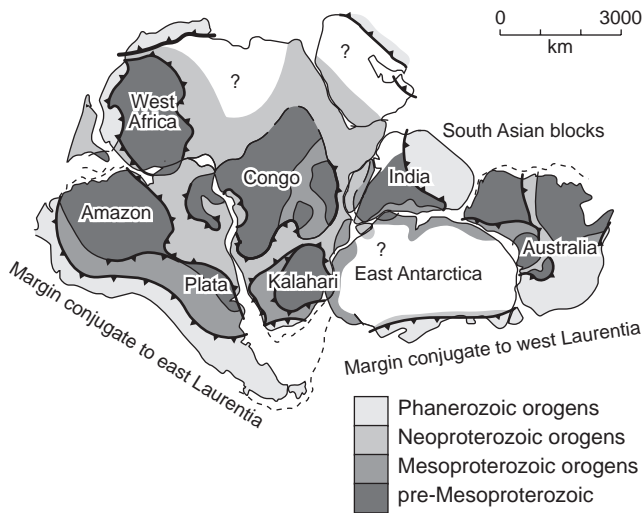 0 3000
km
?
?
West
Africa
South Asian blocks
Congo
India
Amazon
Australia
?
East Antarctica
Plata
Kalahari
Margin conjugate to east Laurentia
Margin conjugate to west Laurentia
Phanerozoic orogens
Neoproterozoic orogens
Mesoproterozoic orogens
pre-Mesoproterozoic